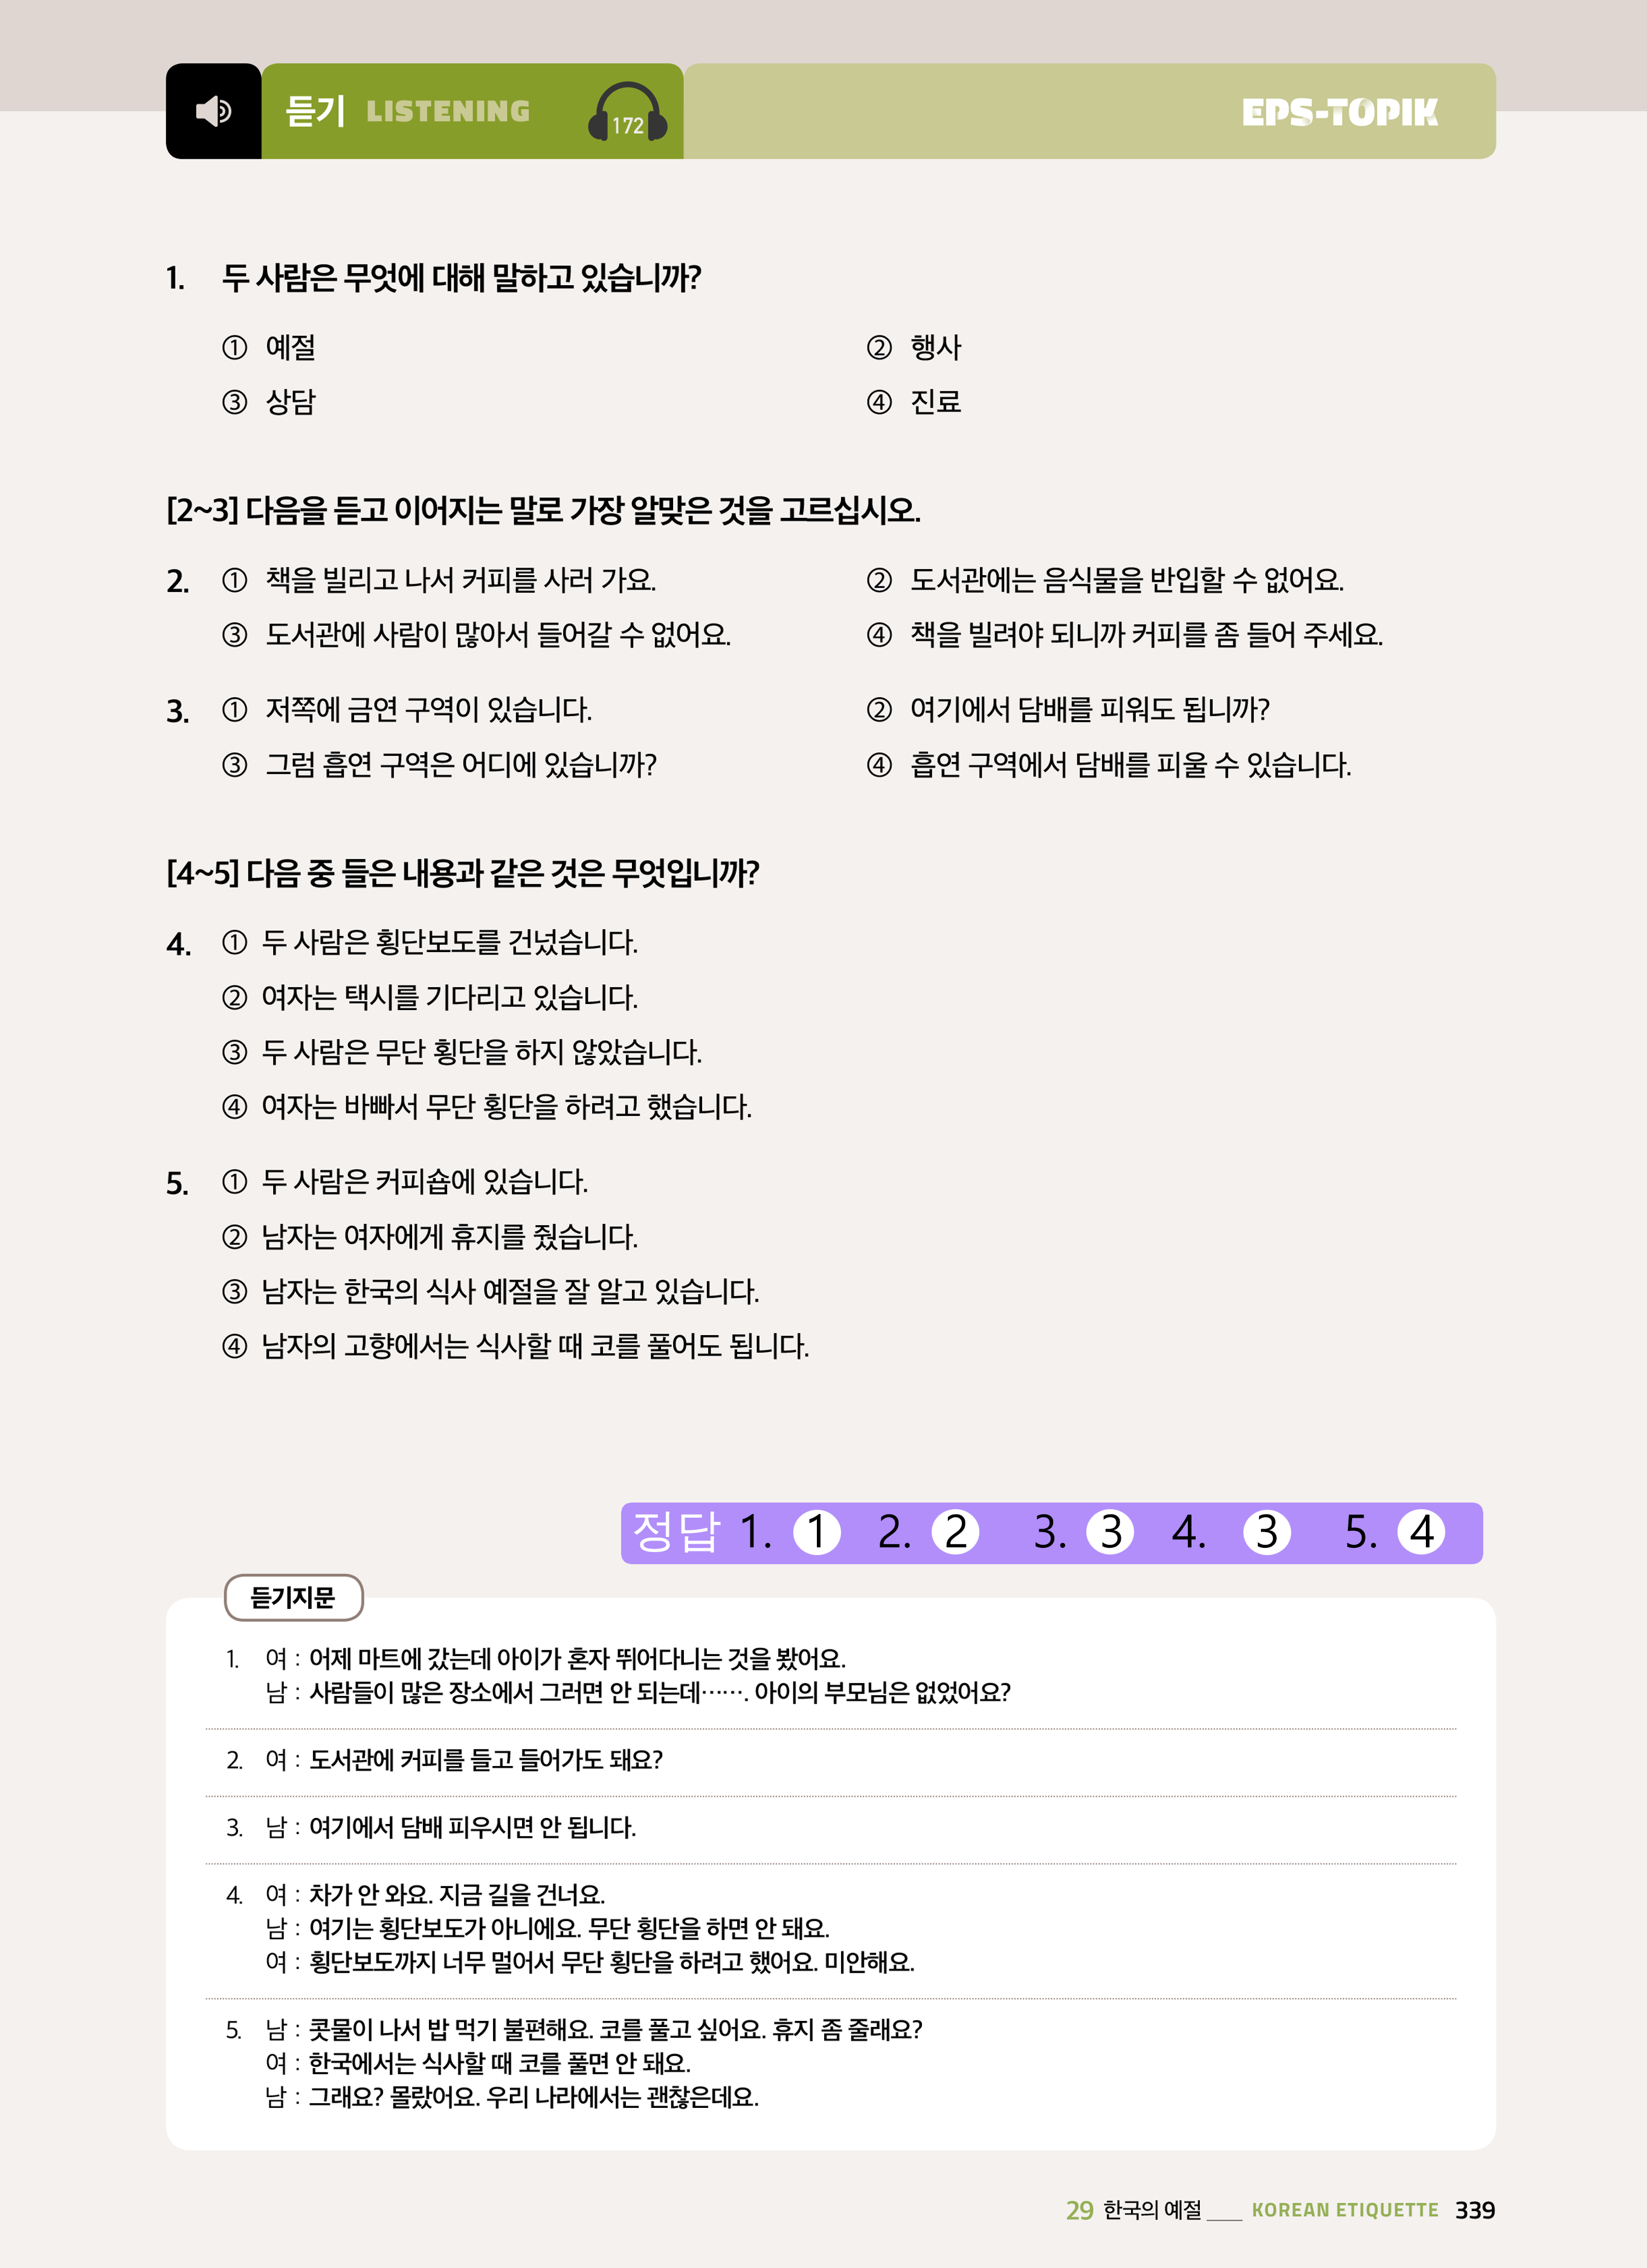 듣기 LISTENING 172 EPS-TOPIK
1. 두 사람은 무엇에 대해 말하고 있습니까?
① 예절 ② 행사
③ 상담 ④ 진료
[2~3] 다음을 듣고 이어지는 말로 가장 알맞은 것을 고르십시오.
2. ① 책을 빌리고 나서 커피를 사러 가요. ② 도서관에는 음식물을 반입할 수 없어요.
③ 도서관에 사람이 많아서 들어갈 수 없어요. ④ 책을 빌려야 되니까 커피를 좀 들어 주세요.
3. ① 저쪽에 금연 구역이 있습니다. ② 여기에서 담배를 피워도 됩니까?
③ 그럼 흡연 구역은 어디에 있습니까? ④ 흡연 구역에서 담배를 피울 수 있습니다.
[4~5] 다음 중 들은 내용과 같은 것은 무엇입니까?
4. ① 두 사람은 횡단보도를 건넜습니다.
② 여자는 택시를 기다리고 있습니다.
③ 두 사람은 무단 횡단을 하지 않았습니다.
④ 여자는 바빠서 무단 횡단을 하려고 했습니다.
5. ① 두 사람은 커피숍에 있습니다.
② 남자는 여자에게 휴지를 줬습니다.
③ 남자는 한국의 식사 예절을 잘 알고 있습니다.
④ 남자의 고향에서는 식사할 때 코를 풀어도 됩니다.
정답 1. 1 2. 2 3. 3 4. 3 5. 4
듣기지문
1. 여 : 어제 마트에 갔는데 아이가 혼자 뛰어다니는 것을 봤어요.
남 : 사람들이 많은 장소에서 그러면 안 되는데……. 아이의 부모님은 없었어요?
2. 여 : 도서관에 커피를 들고 들어가도 돼요?
3. 남 : 여기에서 담배 피우시면 안 됩니다.
4. 여 : 차가 안 와요. 지금 길을 건너요.
남 : 여기는 횡단보도가 아니에요. 무단 횡단을 하면 안 돼요.
여 : 횡단보도까지 너무 멀어서 무단 횡단을 하려고 했어요. 미안해요.
5. 남 : 콧물이 나서 밥 먹기 불편해요. 코를 풀고 싶어요. 휴지 좀 줄래요?
여 : 한국에서는 식사할 때 코를 풀면 안 돼요.
남 : 그래요? 몰랐어요. 우리 나라에서는 괜찮은데요.
29 한국의 예절 ___ KOREAN ETIQUETTE 339